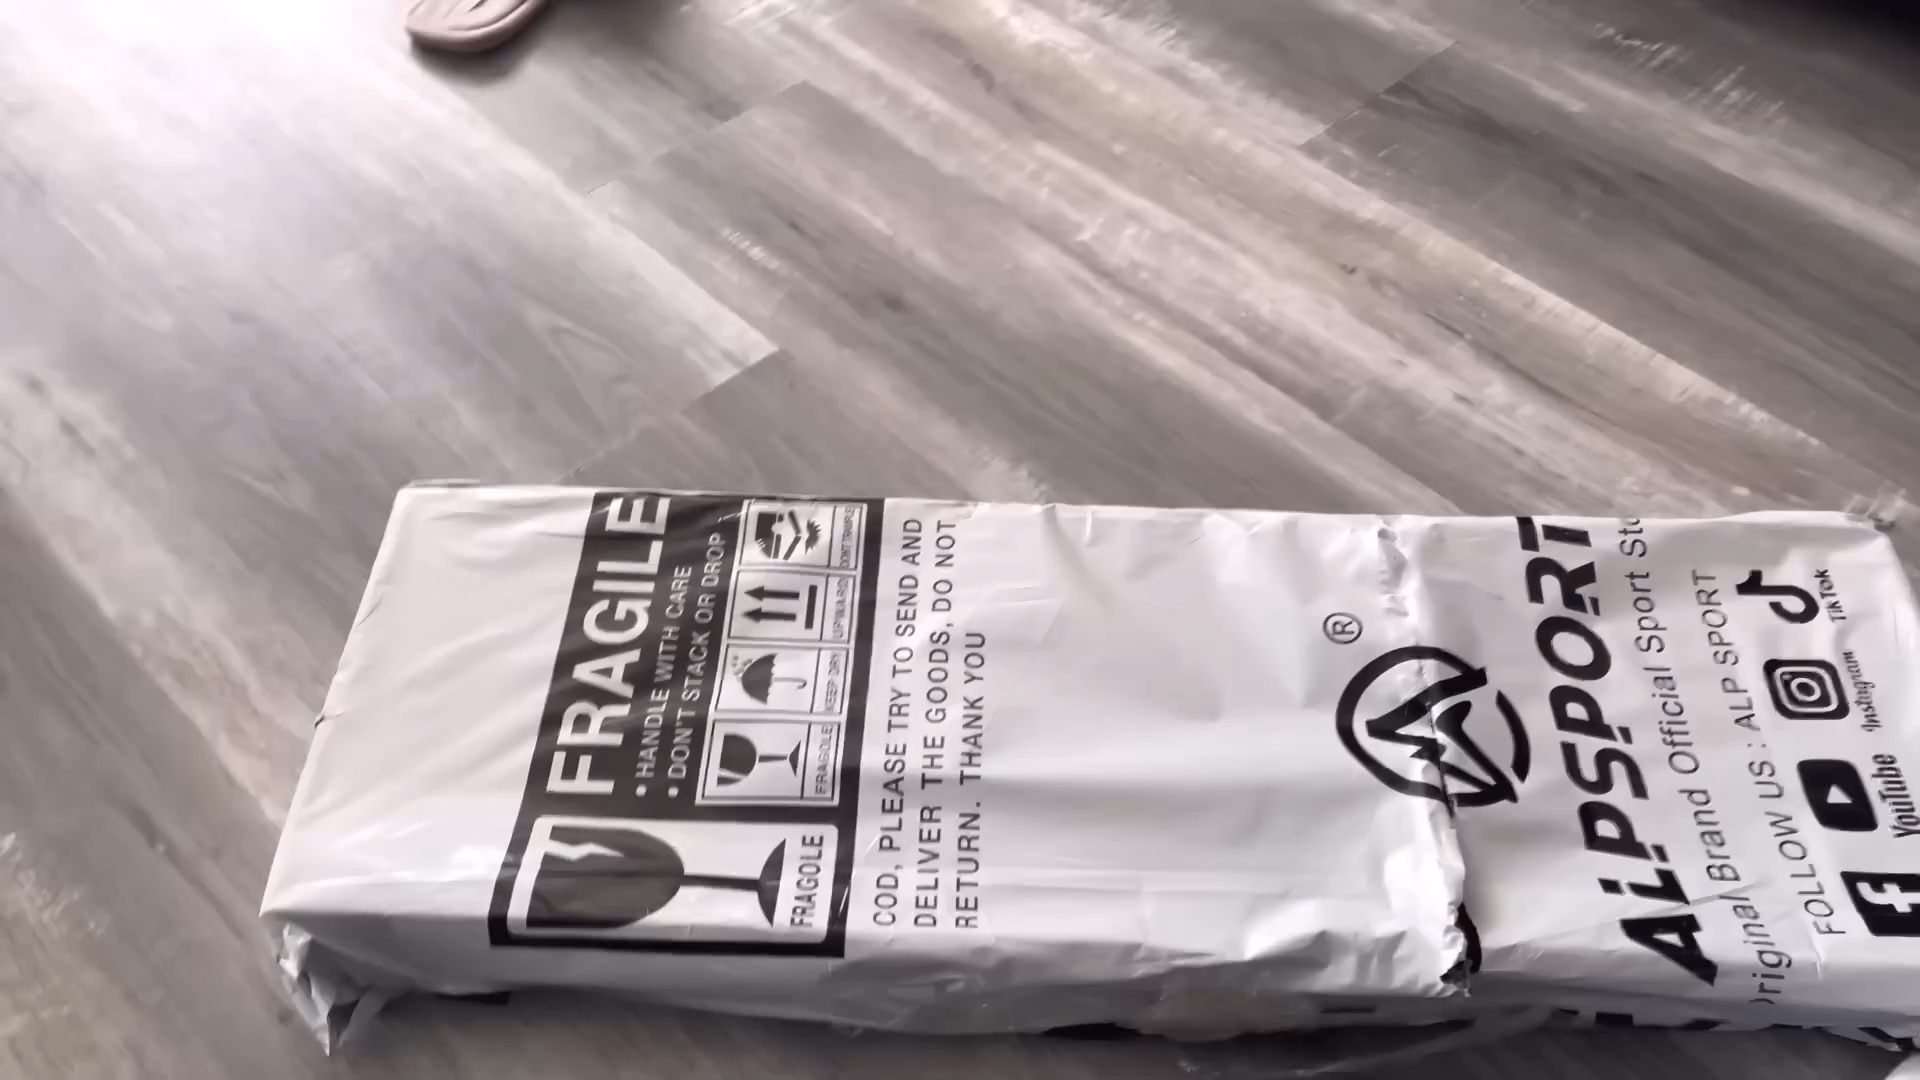 FRAGILE
• HANDLE WITH CARE
• DON'T STACK OR DROP
FRAGOLE
FRAGOLE
KEEP DRY
UPWARD
DON'T TRAMPLE
COD, PLEASE TRY TO SEND AND
DELIVER THE GOODS, DO NOT
RETURN. THANK YOU
®
ALPSPORT
Original Brand Official Sport
FOLLOW US : ALP SPORT
YouTube
Instagram
TikTok